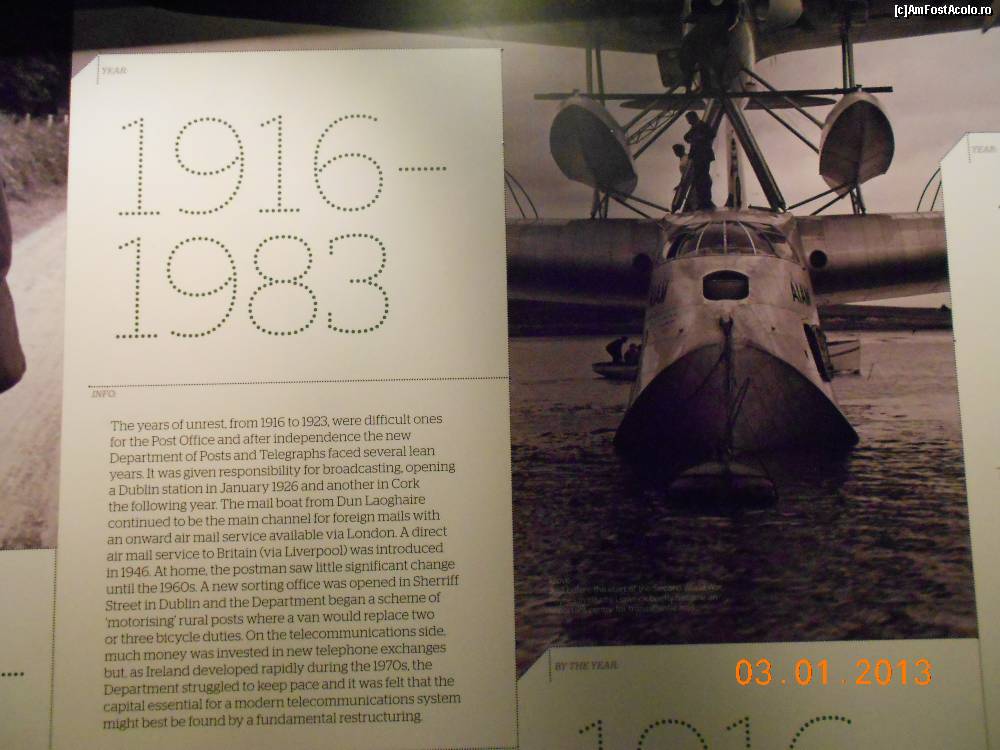 [c]AmFostAcolo.ro
YEAR:
1916–
1983
INFO:
The years of unrest, from 1916 to 1923, were difficult ones
for the Post Office and after independence the new
Department of Posts and Telegraphs faced several lean
years. It was given responsibility for broadcasting, opening
a Dublin station in January 1926 and another in Cork
the following year. The mail boat from Dun Laoghaire
continued to be the main channel for foreign mails with
an onward air mail service available via London. A direct
air mail service to Britain (via Liverpool) was introduced
in 1946. At home, the postman saw little significant change
until the 1960s. A new sorting office was opened in Sherriff
Street in Dublin and the Department began a scheme of
'motorising' rural posts where a van would replace two
or three bicycle duties. On the telecommunications side,
much money was invested in new telephone exchanges
but, as Ireland developed rapidly during the 1970s, the
Department struggled to keep pace and it was felt that the
capital essential for a modern telecommunications system
might best be found by a fundamental restructuring.
before the start of the Second
BY THE YEAR:
1916
YEAR:
03.01.2013